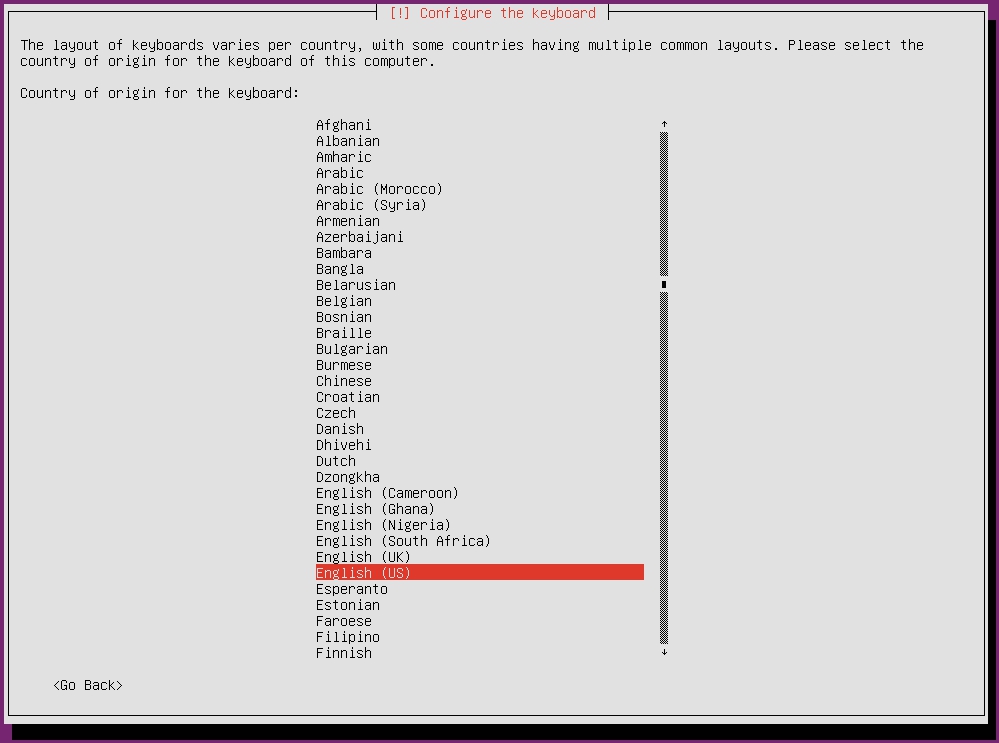 [!] Configure the keyboard
The layout of keyboards varies per country, with some countries having multiple common layouts. Please select the
country of origin for the keyboard of this computer.
Country of origin for the keyboard:
Afghani
Albanian
Amharic
Arabic
Arabic (Morocco)
Arabic (Syria)
Armenian
Azerbaijani
Bambara
Bangla
Belarusian
Belgian
Bosnian
Braille
Bulgarian
Burmese
Chinese
Croatian
Czech
Danish
Dhivehi
Dutch
Dzongkha
English (Cameroon)
English (Ghana)
English (Nigeria)
English (South Africa)
English (UK)
English (US)
Esperanto
Estonian
Faroese
Filipino
Finnish
<Go Back>